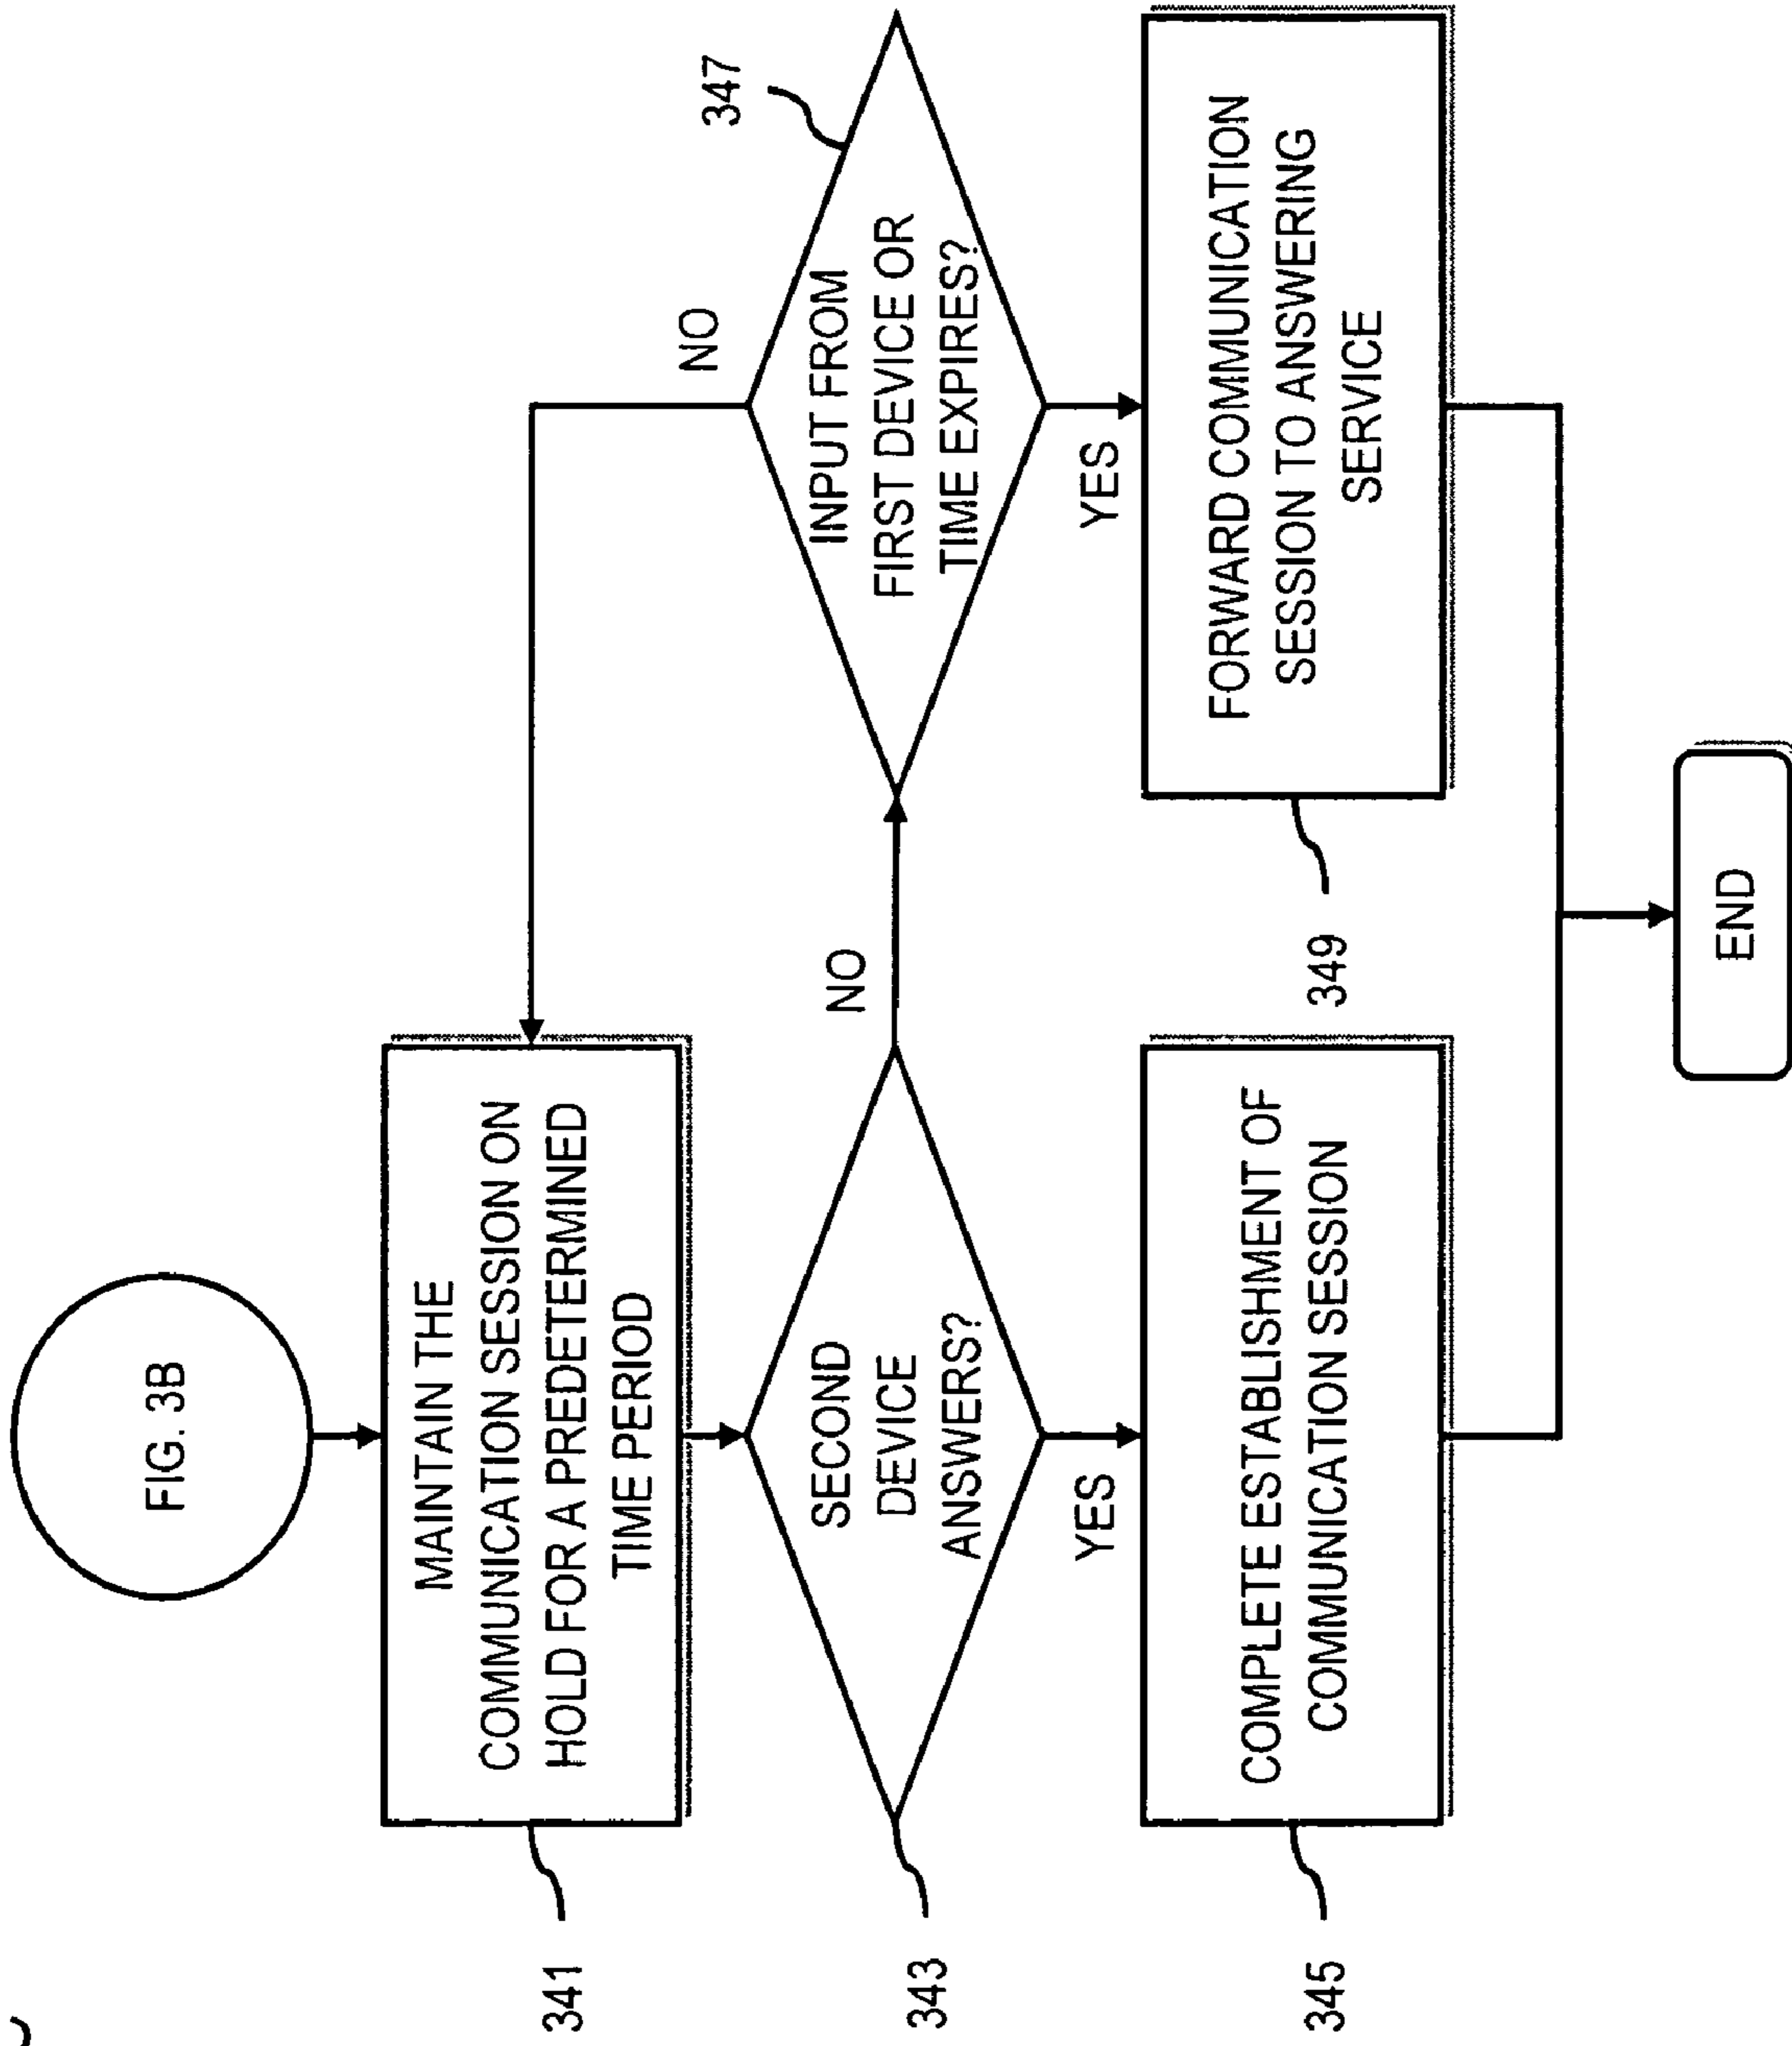 FIG. 3B
MAINTAIN THE
COMMUNICATION SESSION ON
HOLD FOR A PREDETERMINED
TIME PERIOD
341
SECOND
DEVICE
ANSWERS?
343
NO
YES
INPUT FROM
FIRST DEVICE OR
TIME EXPIRES?
347
NO
YES
COMPLETE ESTABLISHMENT OF
COMMUNICATION SESSION
345
FORWARD COMMUNICATION
SESSION TO ANSWERING
SERVICE
349
END